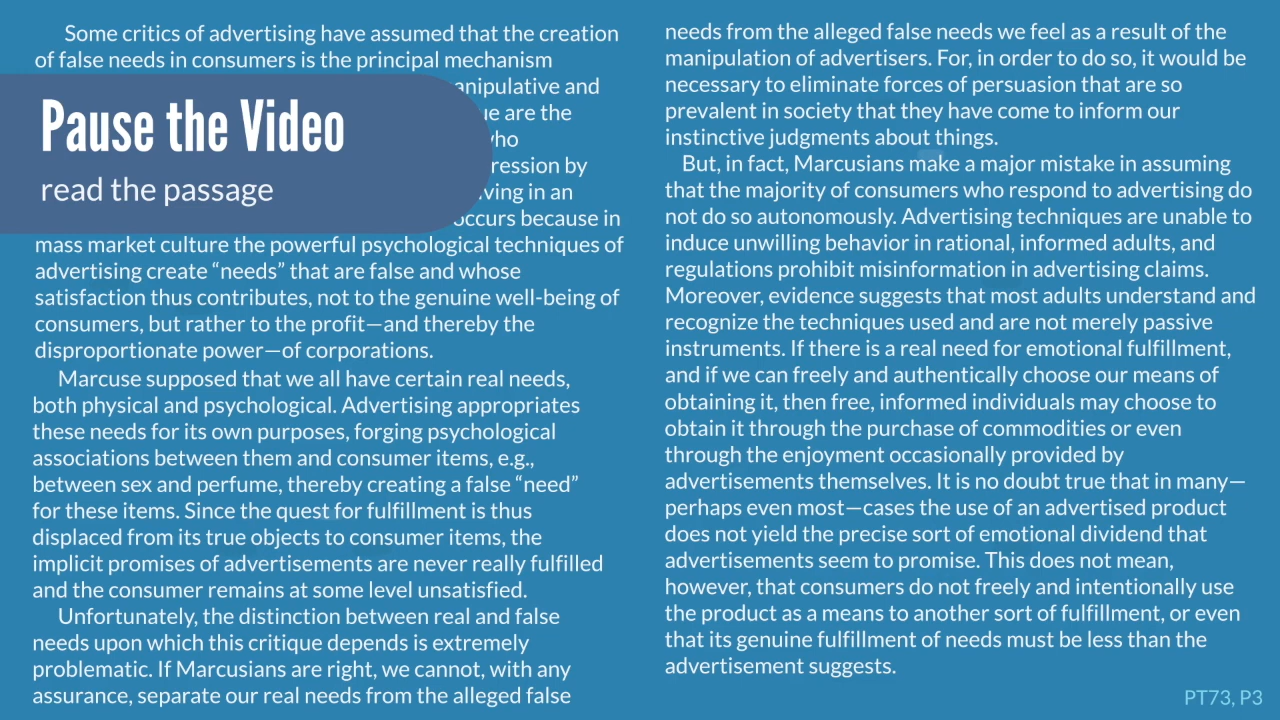 Some critics of advertising have assumed that the creation
of false needs in consumers is the principal mechanism
anipulative and
ue are the
who
ression by
iving in an
occurs because in
Pause the Video
read the passage
mass market culture the powerful psychological techniques of
advertising create “needs” that are false and whose
satisfaction thus contributes, not to the genuine well-being of
consumers, but rather to the profit—and thereby the
disproportionate power—of corporations.
Marcuse supposed that we all have certain real needs,
both physical and psychological. Advertising appropriates
these needs for its own purposes, forging psychological
associations between them and consumer items, e.g.,
between sex and perfume, thereby creating a false “need”
for these items. Since the quest for fulfillment is thus
displaced from its true objects to consumer items, the
implicit promises of advertisements are never really fulfilled
and the consumer remains at some level unsatisfied.
Unfortunately, the distinction between real and false
needs upon which this critique depends is extremely
problematic. If Marcusians are right, we cannot, with any
assurance, separate our real needs from the alleged false
needs from the alleged false needs we feel as a result of the
manipulation of advertisers. For, in order to do so, it would be
necessary to eliminate forces of persuasion that are so
prevalent in society that they have come to inform our
instinctive judgments about things.
But, in fact, Marcusians make a major mistake in assuming
that the majority of consumers who respond to advertising do
not do so autonomously. Advertising techniques are unable to
induce unwilling behavior in rational, informed adults, and
regulations prohibit misinformation in advertising claims.
Moreover, evidence suggests that most adults understand and
recognize the techniques used and are not merely passive
instruments. If there is a real need for emotional fulfillment,
and if we can freely and authentically choose our means of
obtaining it, then free, informed individuals may choose to
obtain it through the purchase of commodities or even
through the enjoyment occasionally provided by
advertisements themselves. It is no doubt true that in many—
perhaps even most—cases the use of an advertised product
does not yield the precise sort of emotional dividend that
advertisements seem to promise. This does not mean,
however, that consumers do not freely and intentionally use
the product as a means to another sort of fulfillment, or even
that its genuine fulfillment of needs must be less than the
advertisement suggests.
PT73, P3